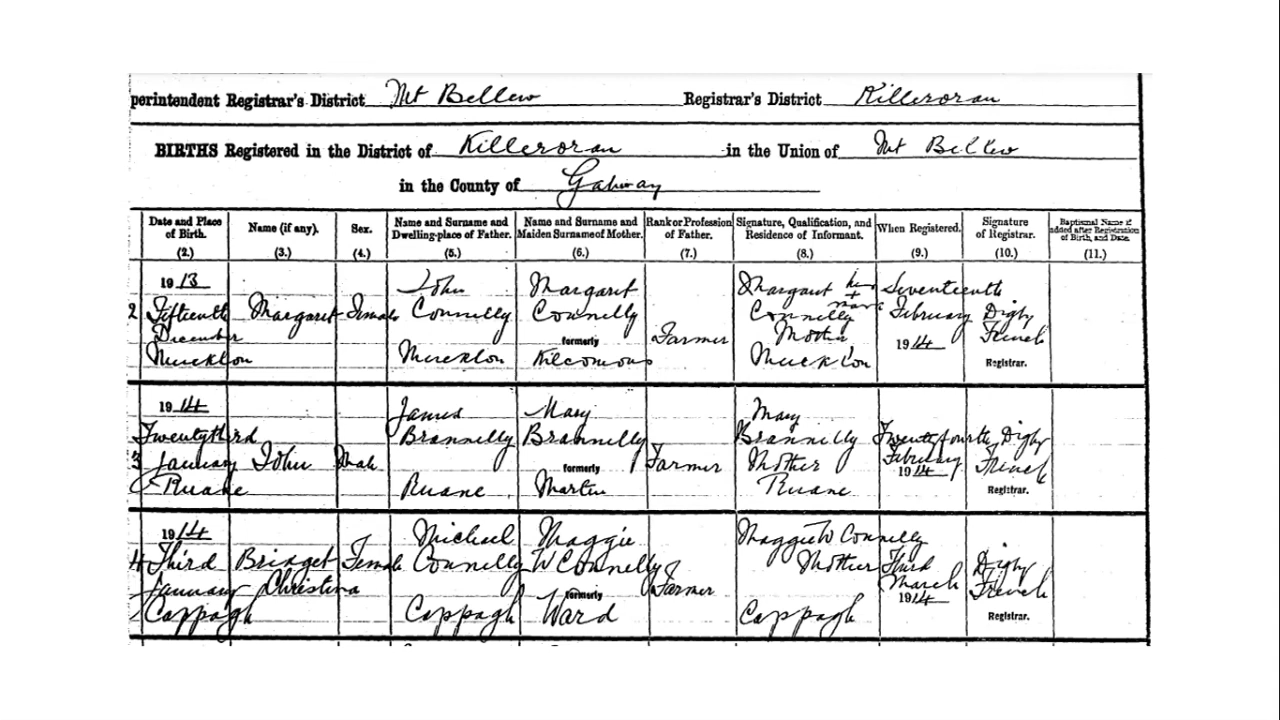 perintendent Registrar's District Mt Bellew Registrar's District Killeroran
BIRTHS Registered in the District of Killeroran in the Union of Mt Bellew
in the County of Galway
Date and Place of Birth. (2.) Name (if any). (3.) Sex. (4.) Name and Surname and Dwelling-place of Father. (5.) Name and Surname and Maiden Surname of Mother. (6.) Rank or Profession of Father. (7.) Signature, Qualification, and Residence of Informant. (8.) When Registered. (9.) Signature of Registrar. (10.) Baptismal Name if added after Registration of Birth, and Date. (11.)
1913 John Margaret Margaret her Seventeenth
2 Fifteenth Margaret Female Connelly Connelly + mark Connelly February Digby
December formerly Farmer Mother 1914 French
Mucklon Mucklon Kilcommons Mucklon Registrar.
1914 James Mary Mary
Twentythird Brannelly Brannelly Brannelly Twentyfourth Digby
3 January John Male formerly Farmer Mother February 1914 French
Ruane Ruane Martin Ruane Registrar.
1914 Michael Maggie Maggie W Connelly
4 Third Bridget Female Connelly W Connelly Mother Third Digby
January Christina formerly Farmer March 1914 French
Cappagh Cappagh Ward Cappagh Registrar.